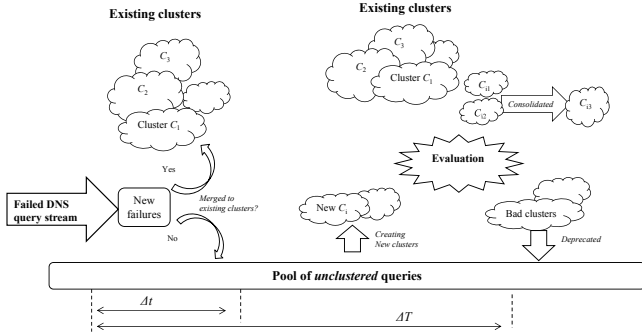 Existing clusters
Existing clusters
C3
C2
Cluster C1
C3
C2
Cluster C1
Ci1
Ci2
Consolidated
Ci3
Evaluation
Yes
Failed DNS
query stream
New
failures
Merged to
existing clusters?
No
New Ci
Creating
New clusters
Bad clusters
Deprecated
Pool of unclustered queries
Δt
ΔT